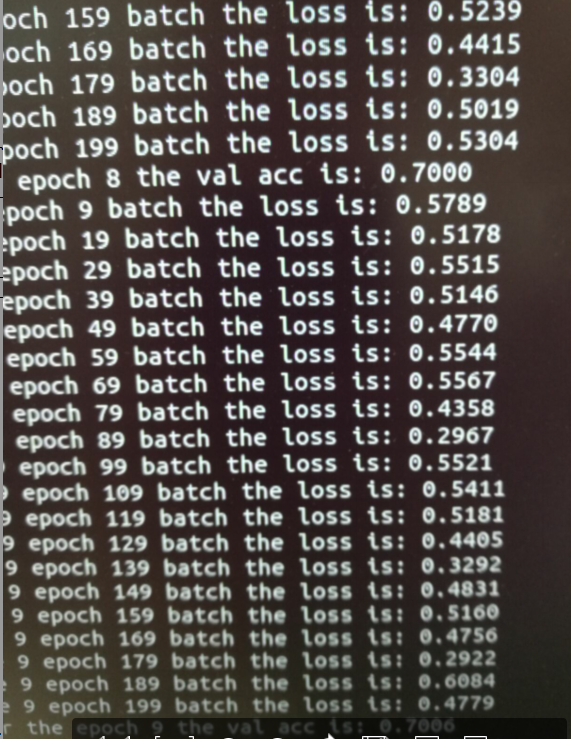 och 159 batch the loss is: 0.5239
och 169 batch the loss is: 0.4415
och 179 batch the loss is: 0.3304
poch 189 batch the loss is: 0.5019
poch 199 batch the loss is: 0.5304
epoch 8 the val acc is: 0.7000
epoch 9 batch the loss is: 0.5789
epoch 19 batch the loss is: 0.5178
epoch 29 batch the loss is: 0.5515
epoch 39 batch the loss is: 0.5146
epoch 49 batch the loss is: 0.4770
epoch 59 batch the loss is: 0.5544
epoch 69 batch the loss is: 0.5567
epoch 79 batch the loss is: 0.4358
epoch 89 batch the loss is: 0.2967
epoch 99 batch the loss is: 0.5521
epoch 109 batch the loss is: 0.5411
9 epoch 119 batch the loss is: 0.5181
9 epoch 129 batch the loss is: 0.4405
9 epoch 139 batch the loss is: 0.3292
9 epoch 149 batch the loss is: 0.4831
9 epoch 159 batch the loss is: 0.5160
9 epoch 169 batch the loss is: 0.4756
9 epoch 179 batch the loss is: 0.2922
9 epoch 189 batch the loss is: 0.6084
e 9 epoch 199 batch the loss is: 0.4779
r the epoch 9 the val acc is: 0.7006